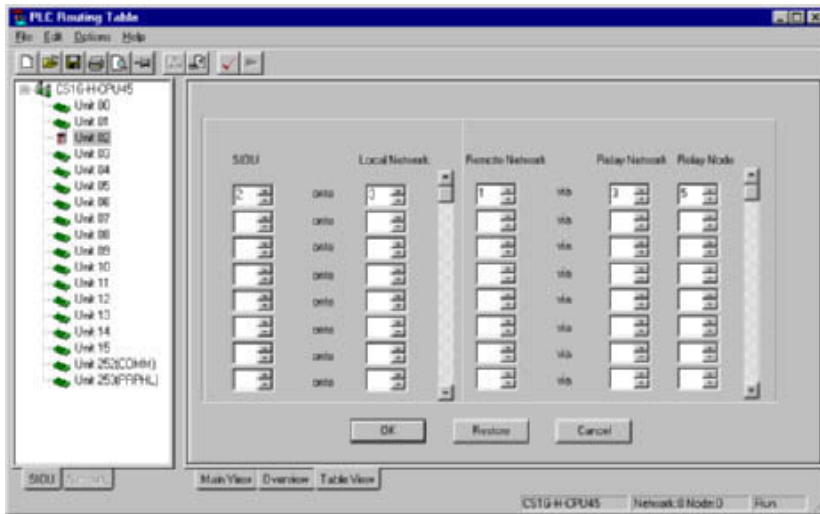 PLC Routing Table
File Edit Options Help
CS1G-H-CPU45
Unit 00
Unit 01
Unit 02
Unit 03
Unit 04
Unit 05
Unit 06
Unit 07
Unit 08
Unit 09
Unit 10
Unit 11
Unit 12
Unit 13
Unit 14
Unit 15
Unit 252(COMM)
Unit 253(PRPHL)
SIOU Local Network Remote Network Relay Network Relay Node
2 onto 3 1 via 3 5
onto via
onto via
onto via
onto via
onto via
onto via
onto via
OK Restore Cancel
SIOU
Main View Overview Table View
CS1G-H-CPU45 Network:0 Node:0 Run